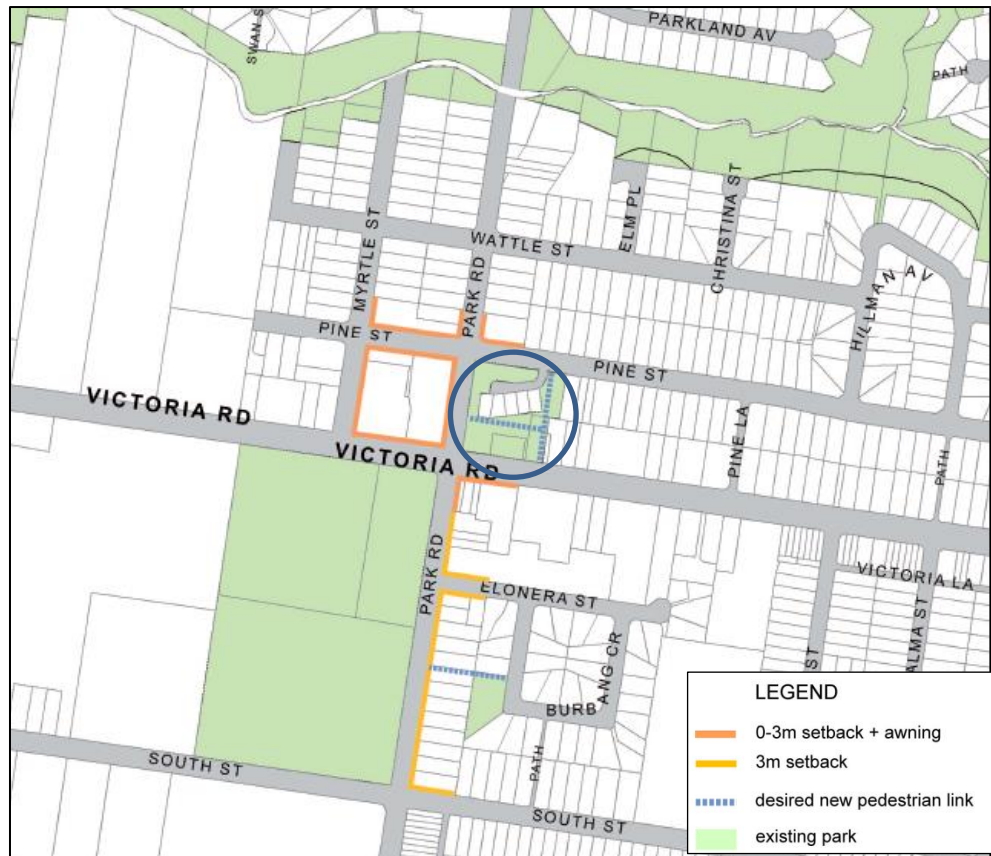 PARKLAND AV
SWAN S
PATH
MYRTLE ST
PARK RD
WATTLE ST
ELM PL
CHRISTINA ST
HILLMAN AV
PINE ST
PINE ST
VICTORIA RD
VICTORIA RD
PINE LA
PATH
PARK RD
ELONERA ST
VICTORIA LA
ST
ALMA ST
ANG CR
BURB
PATH
SOUTH ST
SOUTH ST
LEGEND
0-3m setback + awning
3m setback
desired new pedestrian link
existing park